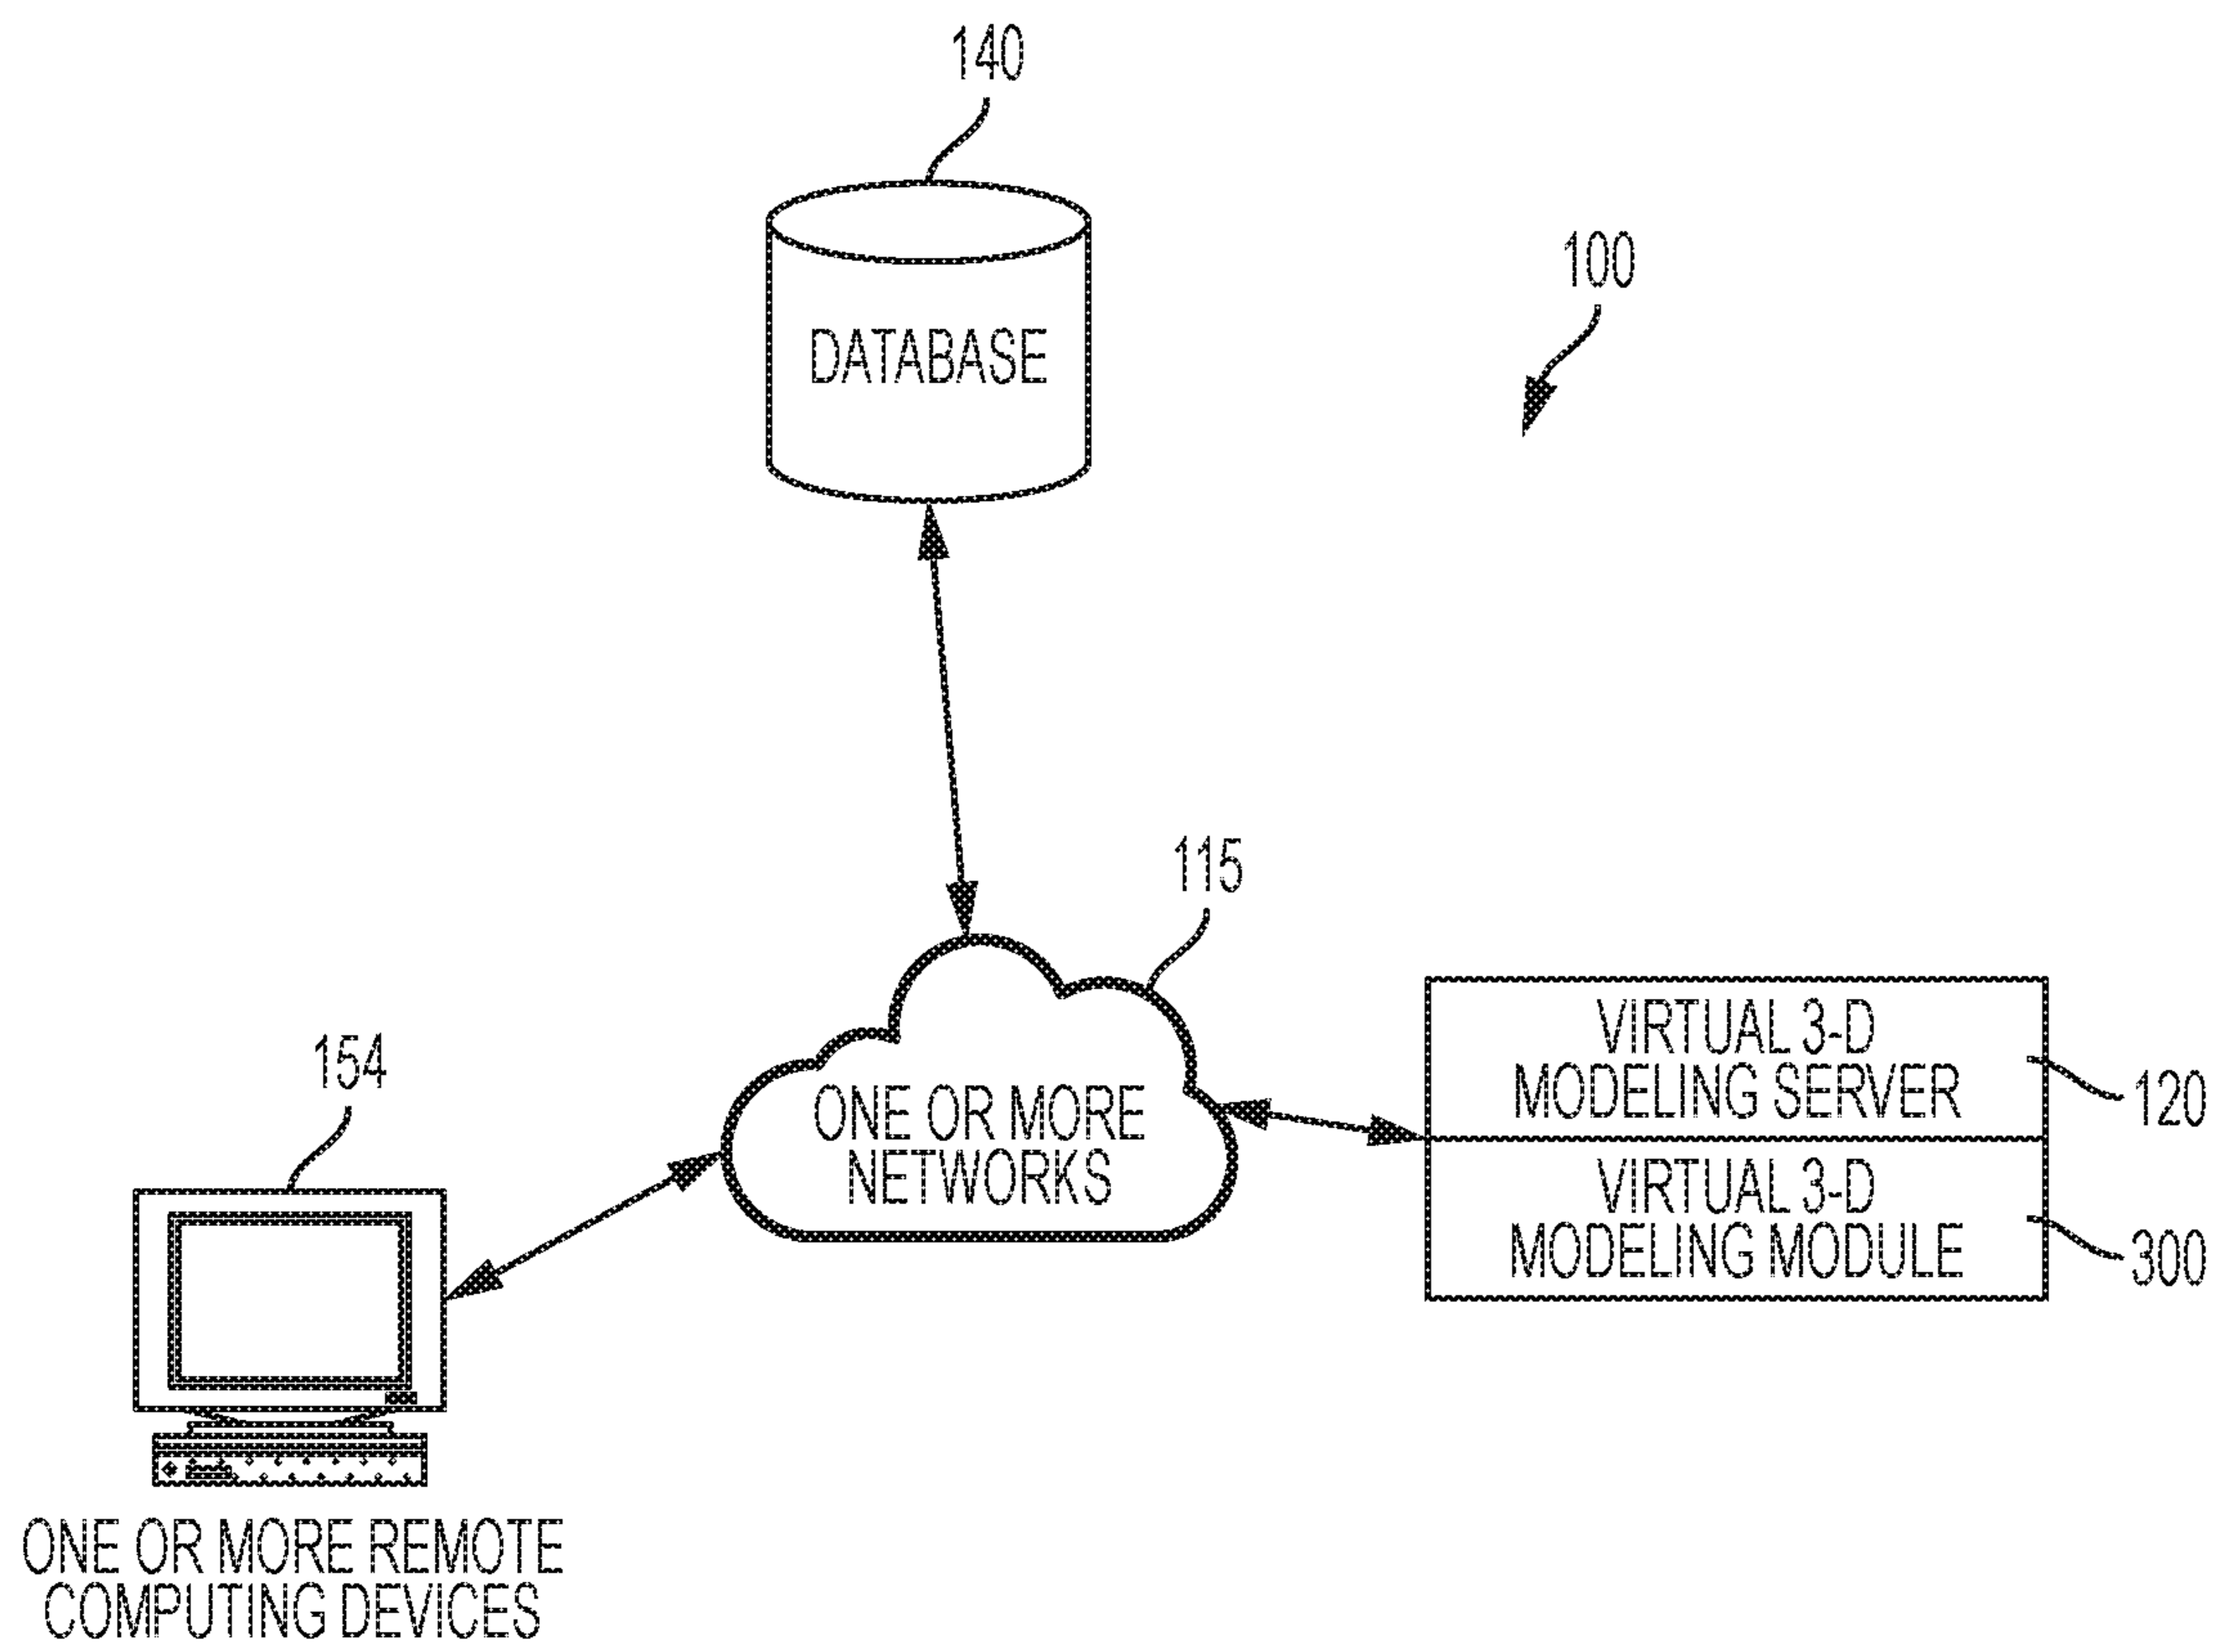 140
100
DATABASE
115
VIRTUAL 3-D
MODELING SERVER
120
154
ONE OR MORE
NETWORKS
VIRTUAL 3-D
MODELING MODULE
300
ONE OR MORE REMOTE
COMPUTING DEVICES